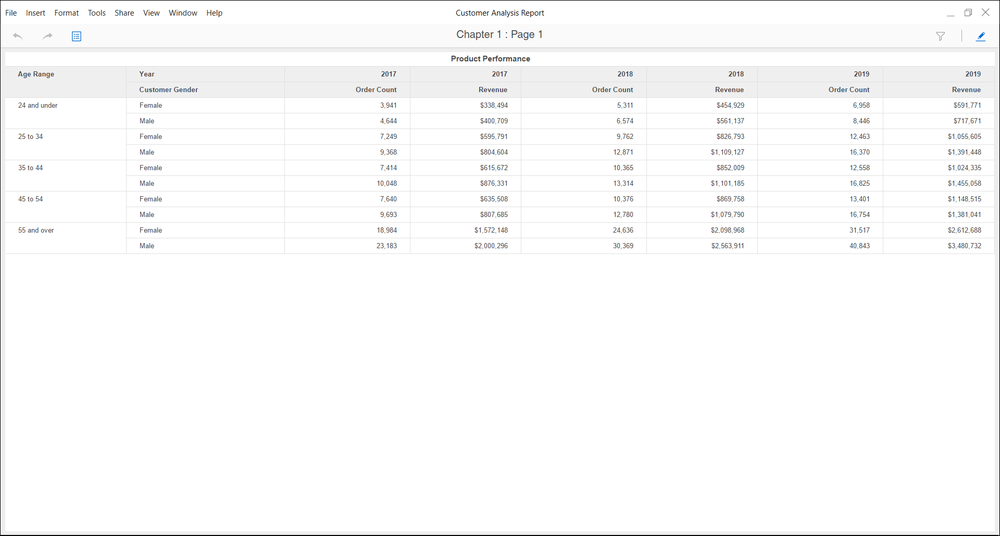 File Insert Format Tools Share View Window Help Customer Analysis Report
Chapter 1 : Page 1
Product Performance
Age Range Year 2017 2017 2018 2018 2019 2019
Customer Gender Order Count Revenue Order Count Revenue Order Count Revenue
24 and under Female 3,941 $338,494 5,311 $454,929 6,958 $591,771
Male 4,644 $400,709 6,574 $561,137 8,446 $717,671
25 to 34 Female 7,249 $595,791 9,762 $826,793 12,463 $1,055,605
Male 9,368 $804,604 12,871 $1,109,127 16,370 $1,391,448
35 to 44 Female 7,414 $615,672 10,365 $852,009 12,558 $1,024,335
Male 10,048 $876,331 13,314 $1,101,185 16,825 $1,455,058
45 to 54 Female 7,640 $635,508 10,376 $869,758 13,401 $1,148,515
Male 9,693 $807,685 12,780 $1,079,790 16,754 $1,381,041
55 and over Female 18,984 $1,572,148 24,636 $2,098,968 31,517 $2,612,688
Male 23,183 $2,000,296 30,369 $2,563,911 40,843 $3,480,732